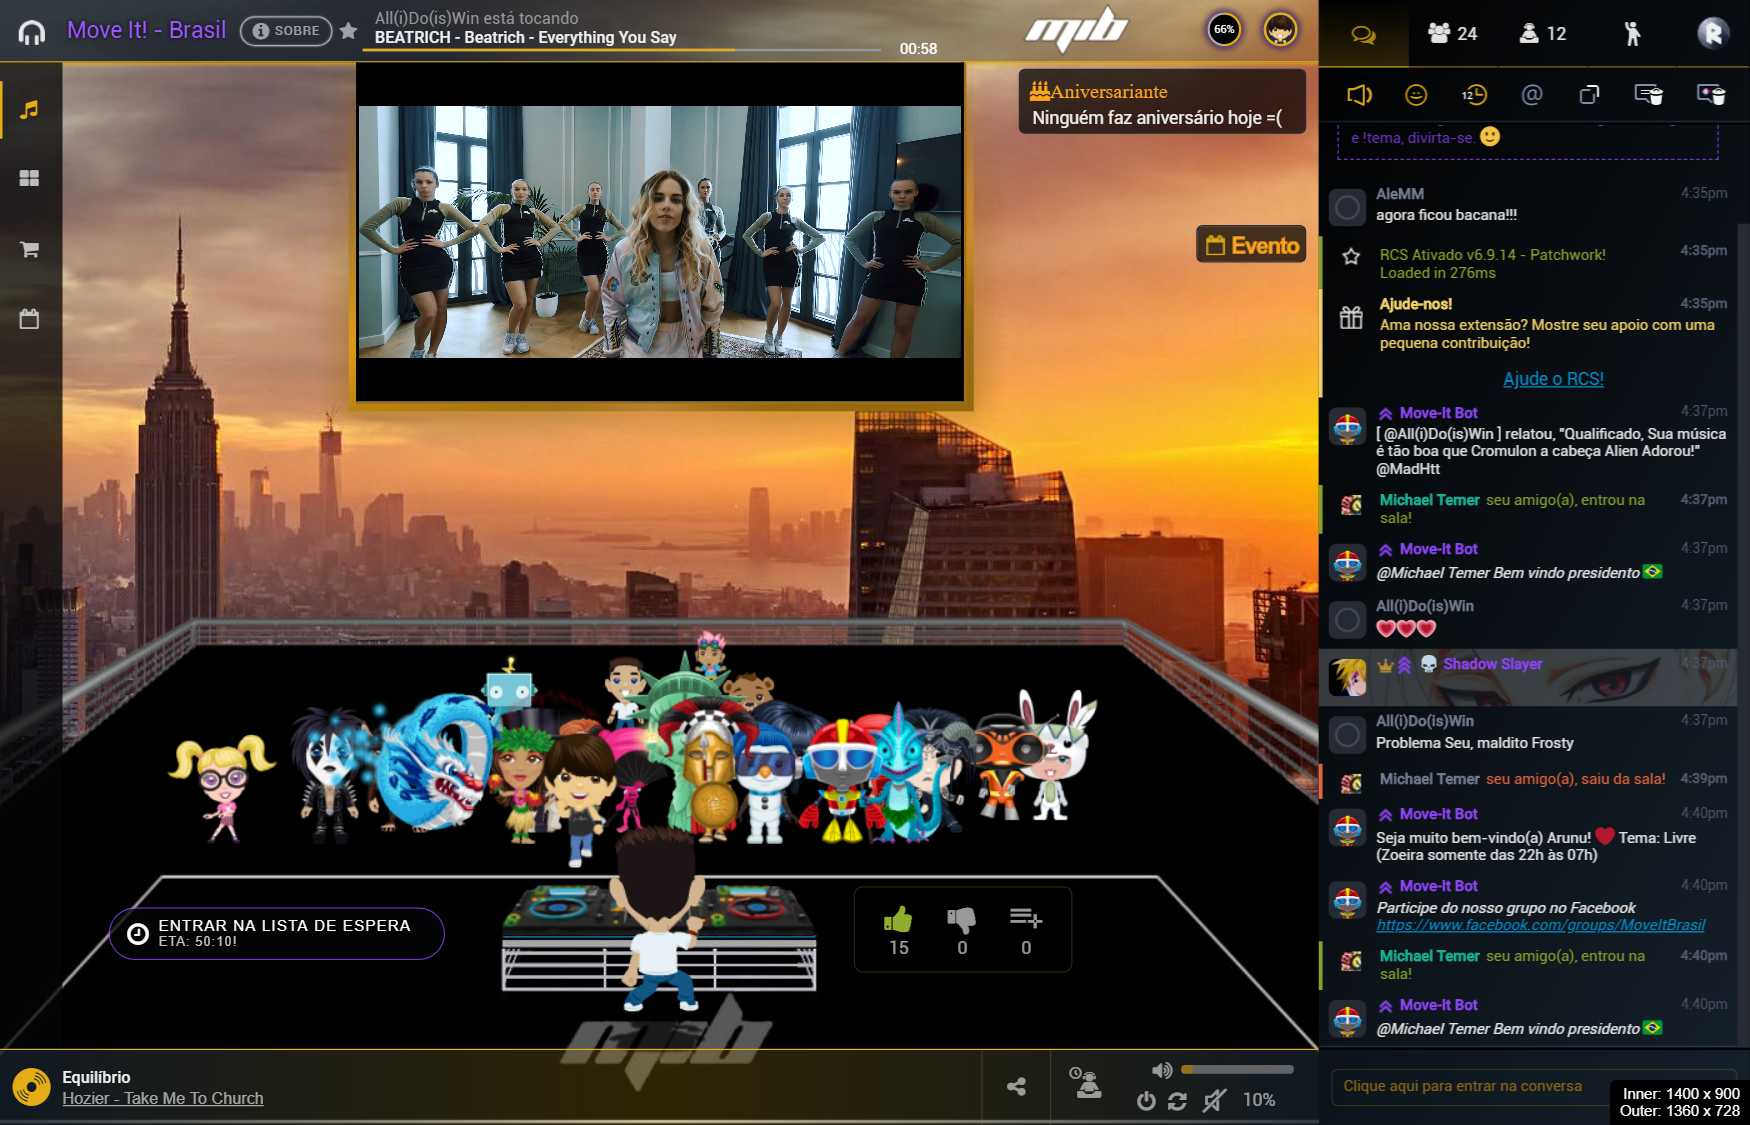 Move It! - Brasil
SOBRE
All(i)Do(is)Win está tocando
BEATRICH - Beatrich - Everything You Say
00:58
mib
66%
24
12
Aniversariante
Ninguém faz aniversário hoje =(
Evento
12
@
e !tema, divirta-se.
AleMM 4:35pm
agora ficou bacana!!!
RCS Ativado v6.9.14 - Patchwork! 4:35pm
Loaded in 276ms
Ajude-nos! 4:35pm
Ama nossa extensão? Mostre seu apoio com uma
pequena contribuição!
Ajude o RCS!
Move-It Bot 4:37pm
[ @All(i)Do(is)Win ] relatou, "Qualificado, Sua música
é tão boa que Cromulon a cabeça Alien Adorou!"
@MadHtt
Michael Temer seu amigo(a), entrou na 4:37pm
sala!
Move-It Bot 4:37pm
@Michael Temer Bem vindo presidento
All(i)Do(is)Win 4:37pm
Shadow Slayer 4:37pm
All(i)Do(is)Win 4:37pm
Problema Seu, maldito Frosty
Michael Temer seu amigo(a), saiu da sala! 4:39pm
Move-It Bot 4:40pm
Seja muito bem-vindo(a) Arunu! Tema: Livre
(Zoeira somente das 22h às 07h)
Move-It Bot 4:40pm
Participe do nosso grupo no Facebook
https://www.facebook.com/groups/MoveItBrasil
Michael Temer seu amigo(a), entrou na 4:40pm
sala!
Move-It Bot 4:40pm
@Michael Temer Bem vindo presidento
ENTRAR NA LISTA DE ESPERA
ETA: 50:10!
15
0
0
mib
Equilíbrio
Hozier - Take Me To Church
10%
Clique aqui para entrar na conversa
Inner: 1400 x 900
Outer: 1360 x 728